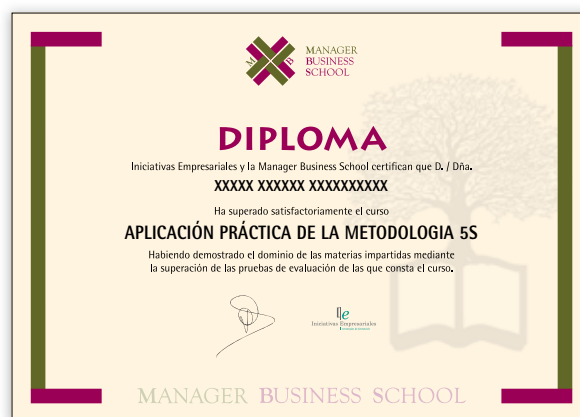 M B
MANAGER
BUSINESS
SCHOOL
DIPLOMA
Iniciativas Empresariales y la Manager Business School certifican que D. / Dña.
XXXXX XXXXXX XXXXXXXXXX
Ha superado satisfactoriamente el curso
APLICACIÓN PRÁCTICA DE LA METODOLOGIA 5S
Habiendo demostrado el dominio de las materias impartidas mediante
la superación de las pruebas de evaluación de las que consta el curso.
Iniciativas Empresariales
MANAGER BUSINESS SCHOOL